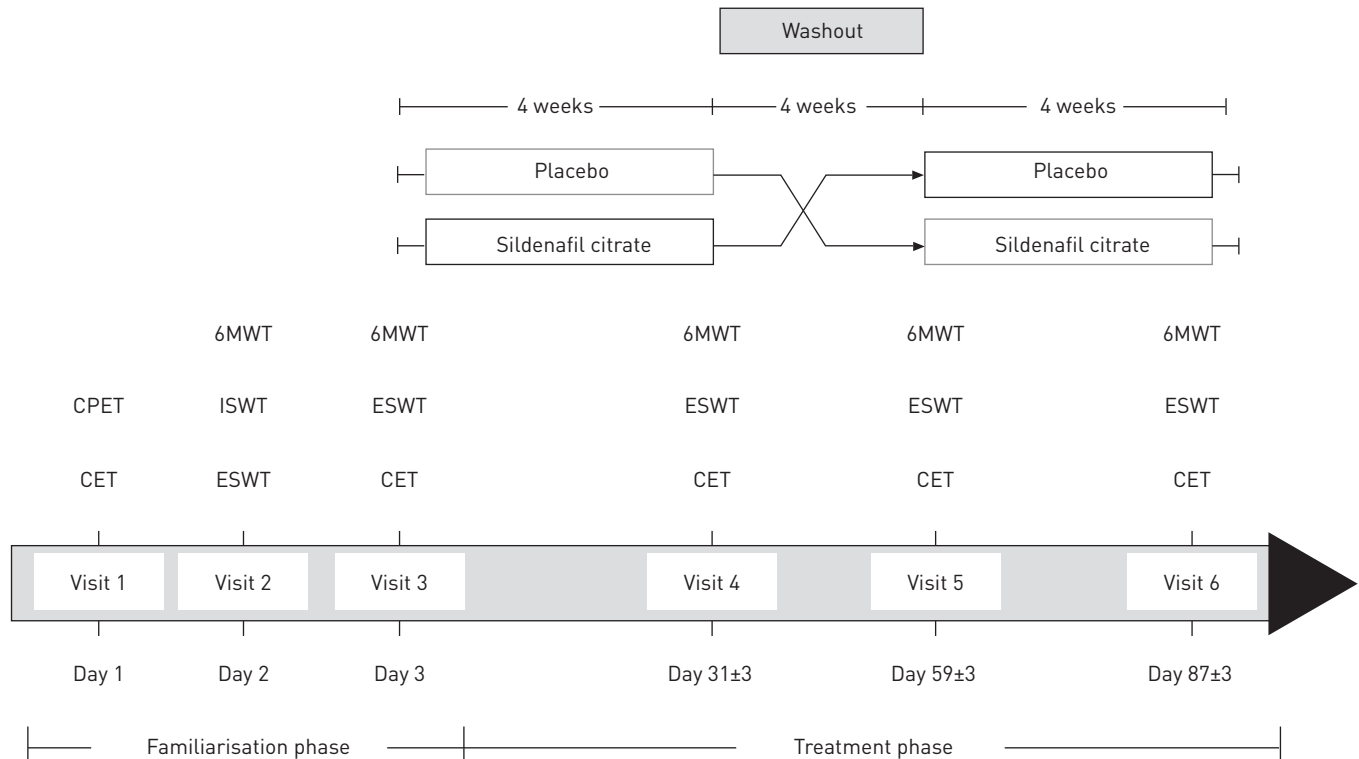 Washout
4 weeks 4 weeks 4 weeks
Placebo Placebo
Sildenafil citrate Sildenafil citrate
6MWT 6MWT 6MWT 6MWT 6MWT
CPET ISWT ESWT ESWT ESWT ESWT
CET ESWT CET CET CET CET
Visit 1 Visit 2 Visit 3 Visit 4 Visit 5 Visit 6
Day 1 Day 2 Day 3 Day 31±3 Day 59±3 Day 87±3
Familiarisation phase Treatment phase